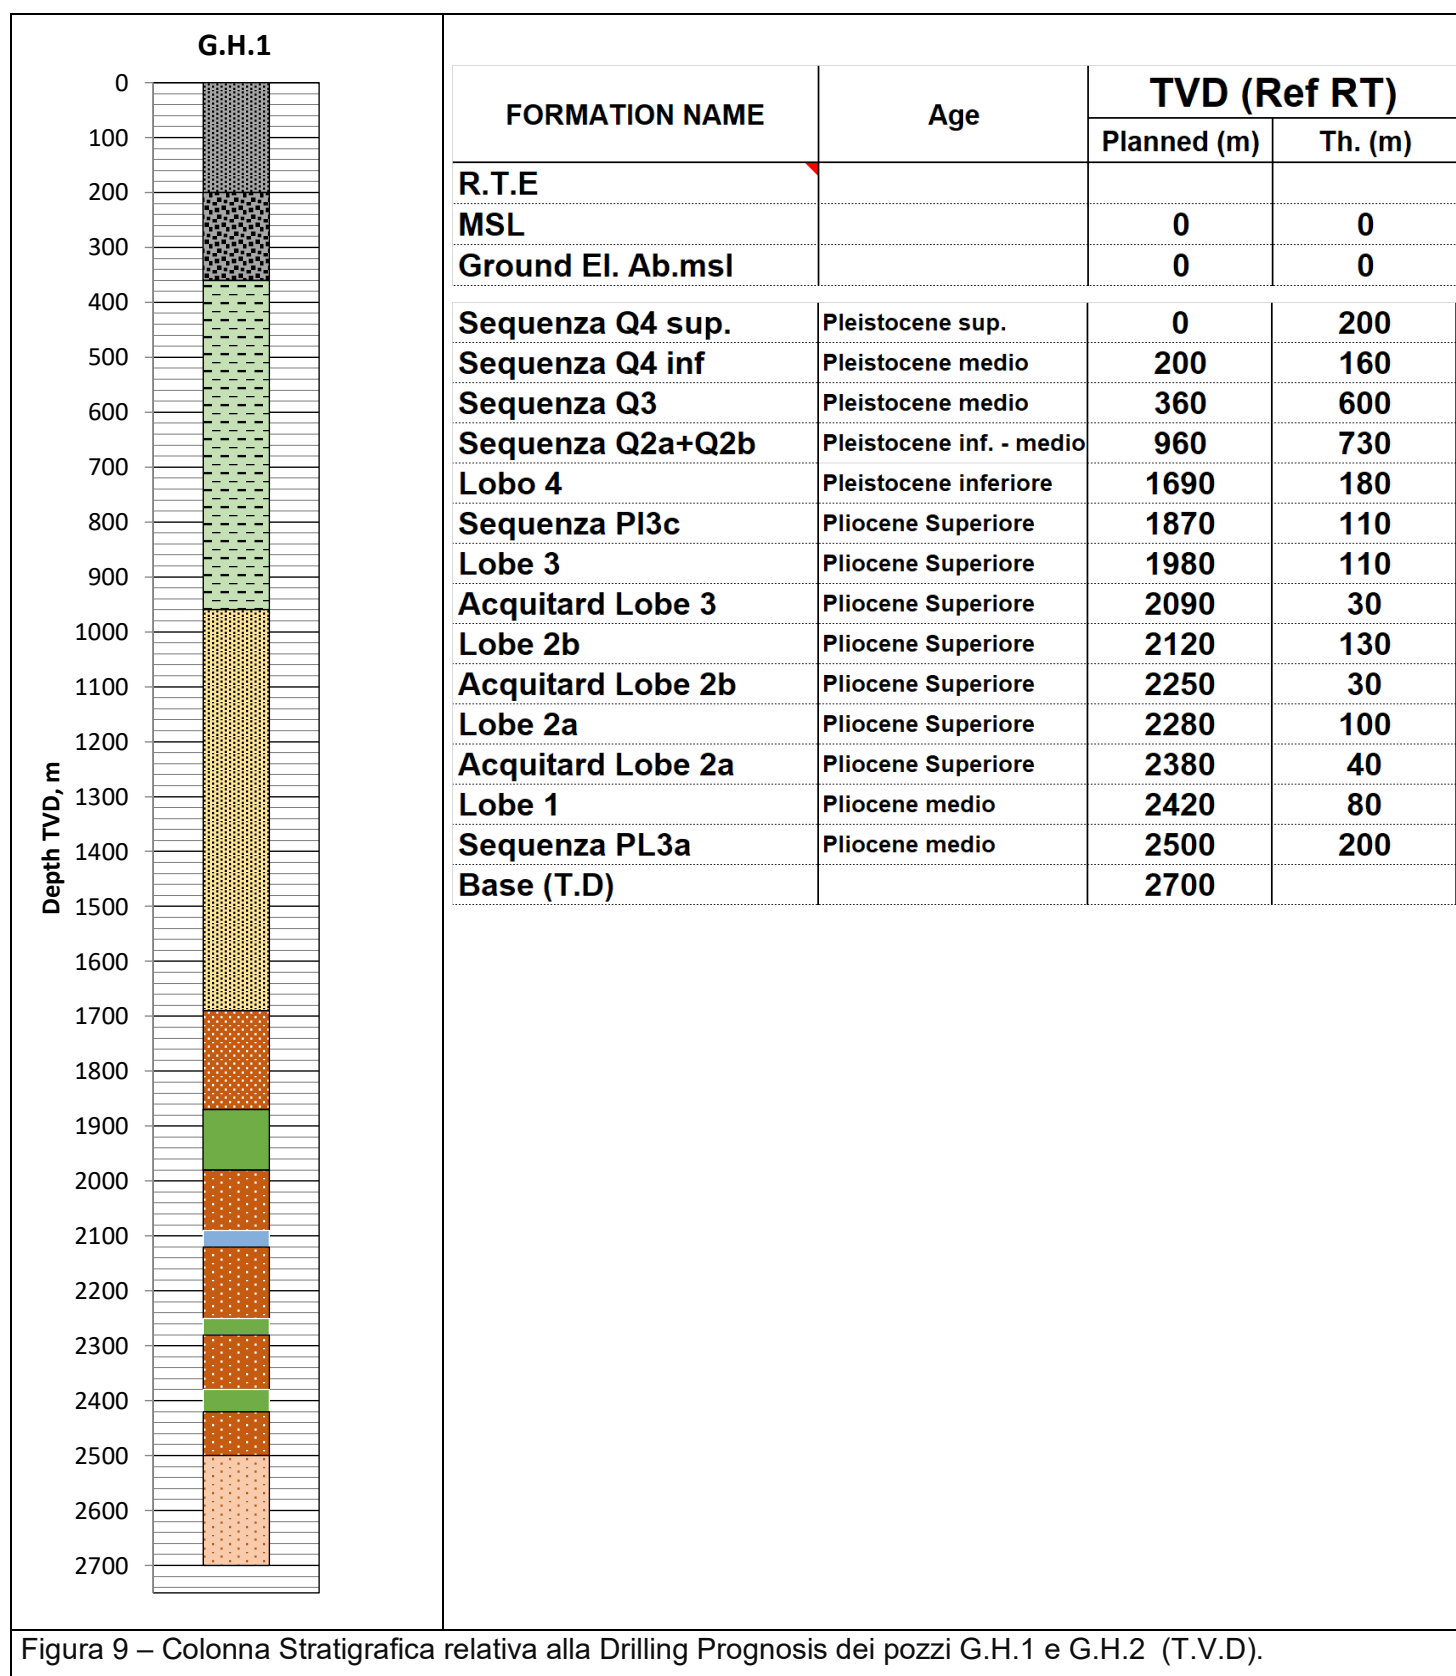 G.H.1
0
100
200
300
400
500
600
700
800
900
1000
1100
1200
1300
1400
1500
1600
1700
1800
1900
2000
2100
2200
2300
2400
2500
2600
2700
Depth TVD, m
FORMATION NAME Age TVD (Ref RT)
Planned (m) Th. (m)
R.T.E
MSL 0 0
Ground El. Ab.msl 0 0
Sequenza Q4 sup. Pleistocene sup. 0 200
Sequenza Q4 inf Pleistocene medio 200 160
Sequenza Q3 Pleistocene medio 360 600
Sequenza Q2a+Q2b Pleistocene inf. - medio 960 730
Lobo 4 Pleistocene inferiore 1690 180
Sequenza Pl3c Pliocene Superiore 1870 110
Lobe 3 Pliocene Superiore 1980 110
Acquitard Lobe 3 Pliocene Superiore 2090 30
Lobe 2b Pliocene Superiore 2120 130
Acquitard Lobe 2b Pliocene Superiore 2250 30
Lobe 2a Pliocene Superiore 2280 100
Acquitard Lobe 2a Pliocene Superiore 2380 40
Lobe 1 Pliocene medio 2420 80
Sequenza PL3a Pliocene medio 2500 200
Base (T.D) 2700
Figura 9 – Colonna Stratigrafica relativa alla Drilling Prognosis dei pozzi G.H.1 e G.H.2 (T.V.D).